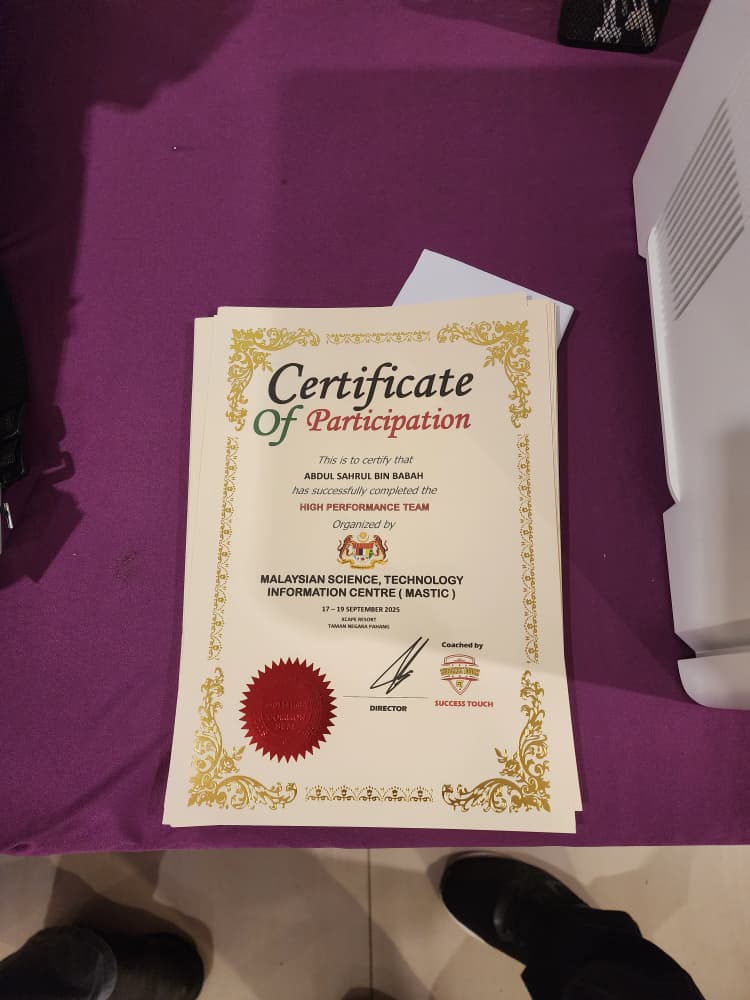 Certificate
Of Participation
This is to certify that
ABDUL SAHRUL BIN BABAH
has successfully completed the
HIGH PERFORMANCE TEAM
Organized by
MALAYSIAN SCIENCE, TECHNOLOGY
INFORMATION CENTRE ( MASTIC )
17 – 19 SEPTEMBER 2025
XCAPE RESORT
TAMAN NEGARA PAHANG
Coached by
SUCCESS TOUCH
DIRECTOR